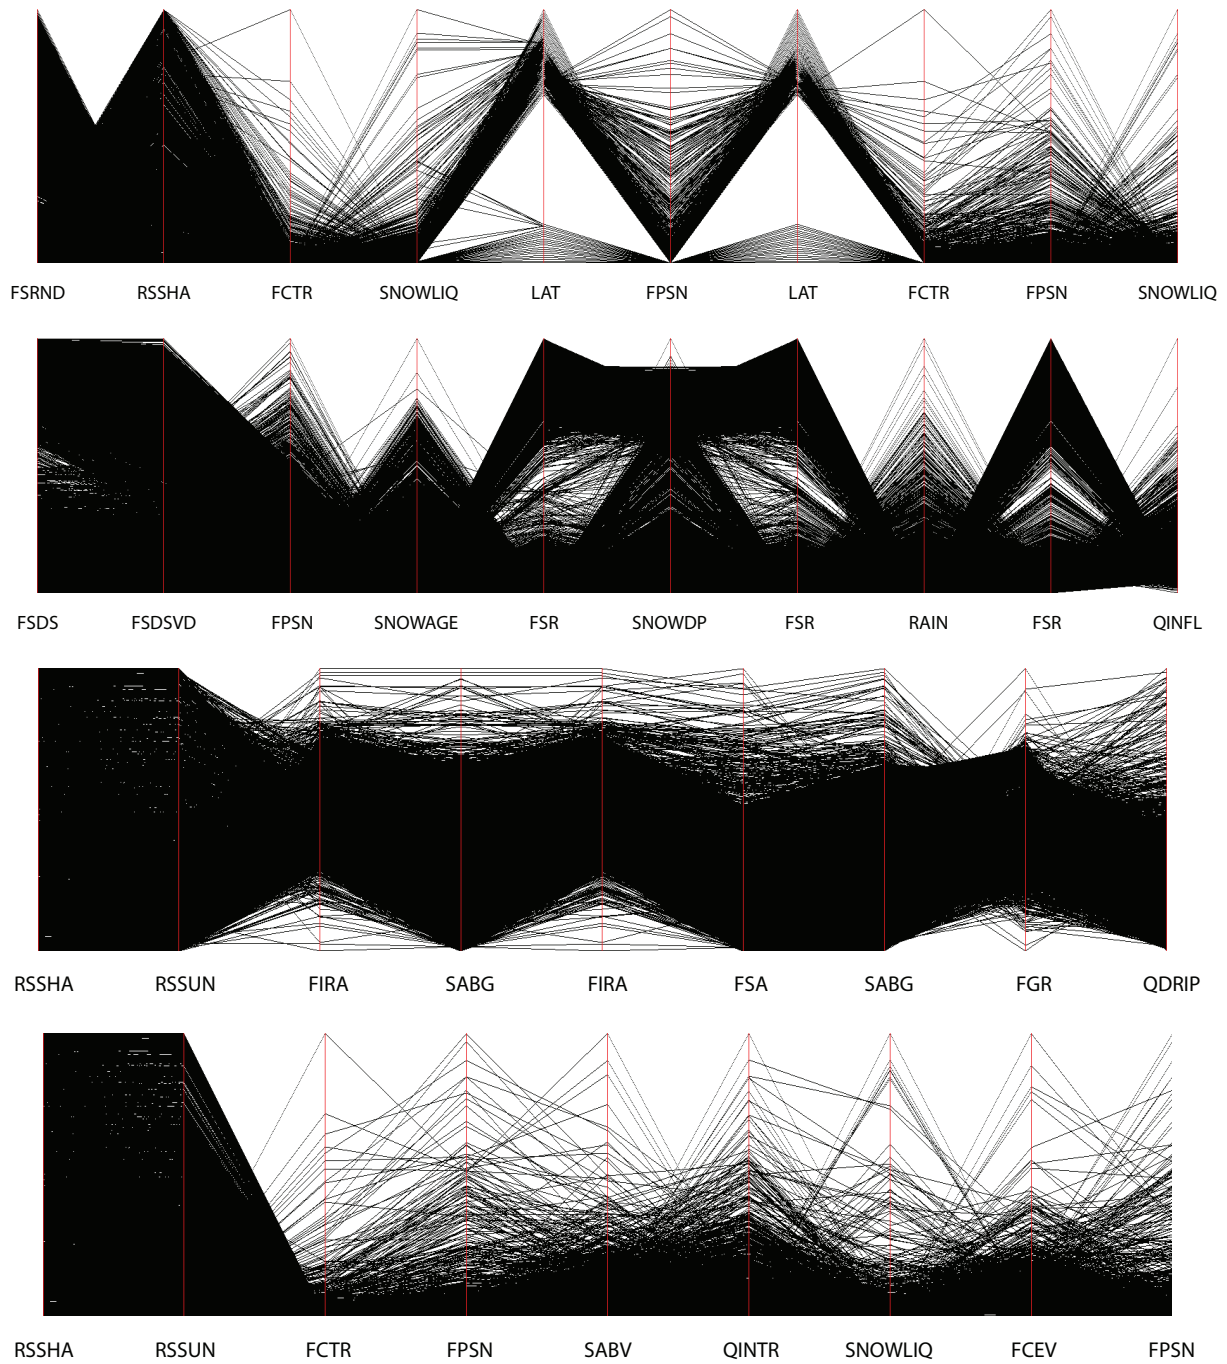 FSRND RSSHA FCTR SNOWLIQ LAT FPSN LAT FCTR FPSN SNOWLIQ
FSDS FSDSVD FPSN SNOWAGE FSR SNOWDP FSR RAIN FSR QINFL
RSSHA RSSUN FIRA SABG FIRA FSA SABG FGR QDRIP
RSSHA RSSUN FCTR FPSN SABV QINTR SNOWLIQ FCEV FPSN